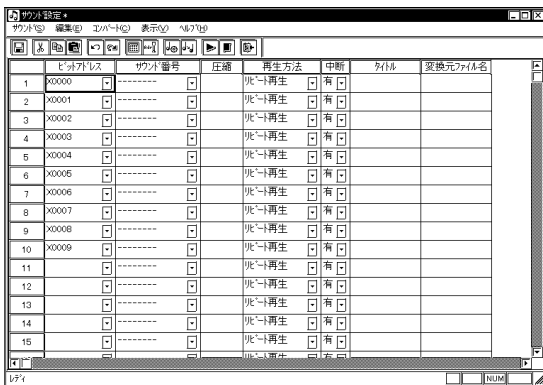 サウンド設定 *
サウンド(S) 編集(E) コンバート(C) 表示(V) ヘルプ(H)
ビットアドレス サウンド番号 圧縮 再生方法 中断 タイトル 変換元ファイル名
1 X0000 -------- リピート再生 有
2 X0001 -------- リピート再生 有
3 X0002 -------- リピート再生 有
4 X0003 -------- リピート再生 有
5 X0004 -------- リピート再生 有
6 X0005 -------- リピート再生 有
7 X0006 -------- リピート再生 有
8 X0007 -------- リピート再生 有
9 X0008 -------- リピート再生 有
10 X0009 -------- リピート再生 有
11 -------- リピート再生 有
12 -------- リピート再生 有
13 -------- リピート再生 有
14 -------- リピート再生 有
15 -------- リピート再生 有
レディ NUM